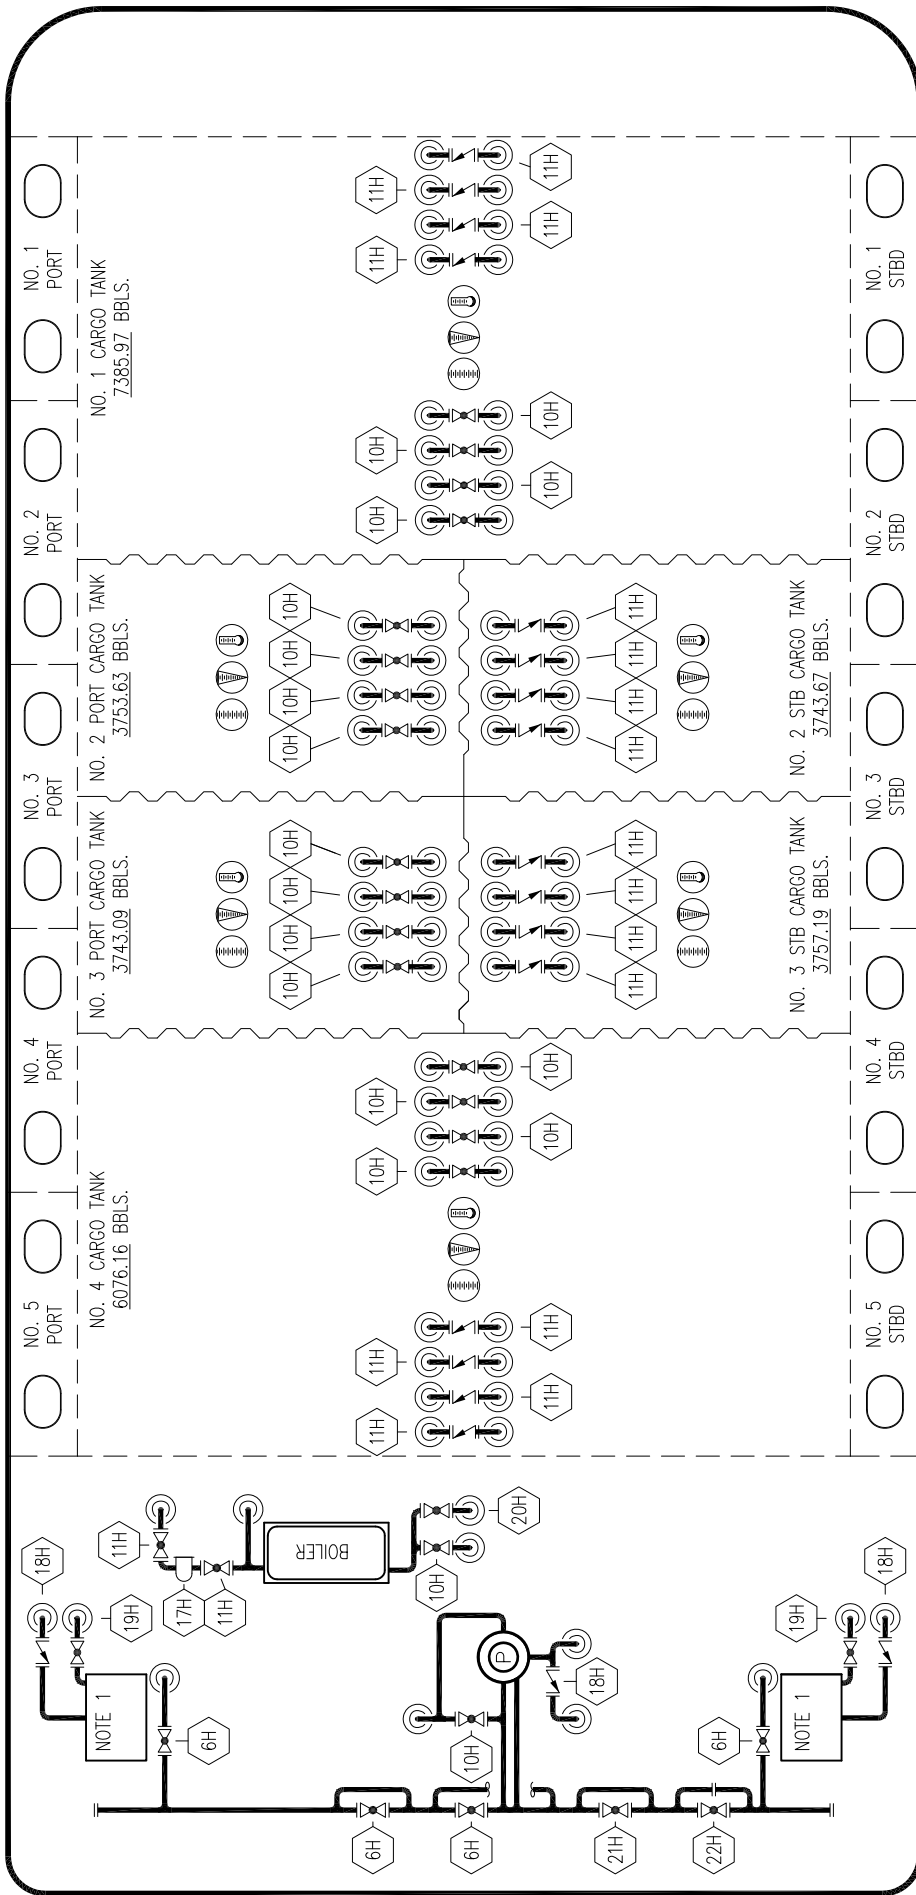 NO. 5
PORT
NO. 4
PORT
NO. 3
PORT
NO. 2
PORT
NO. 1
PORT
18H
19H
NOTE 1
6H
11H
17H
11H
BOILER
10H
20H
P
10H
18H
6H
6H
21H
22H
6H
NOTE 1
19H
18H
NO. 4 CARGO TANK
6076.16 BBLS.
11H
11H
11H
11H
10H
10H
10H
10H
NO. 3 PORT CARGO TANK
3743.09 BBLS.
10H
10H
10H
10H
NO. 2 PORT CARGO TANK
3753.63 BBLS.
10H
10H
10H
10H
NO. 1 CARGO TANK
7385.97 BBLS.
10H
10H
10H
10H
11H
11H
11H
11H
11H
11H
11H
11H
NO. 3 STB CARGO TANK
3757.19 BBLS.
11H
11H
11H
11H
NO. 2 STB CARGO TANK
3743.67 BBLS.
NO. 5
STBD
NO. 4
STBD
NO. 3
STBD
NO. 2
STBD
NO. 1
STBD